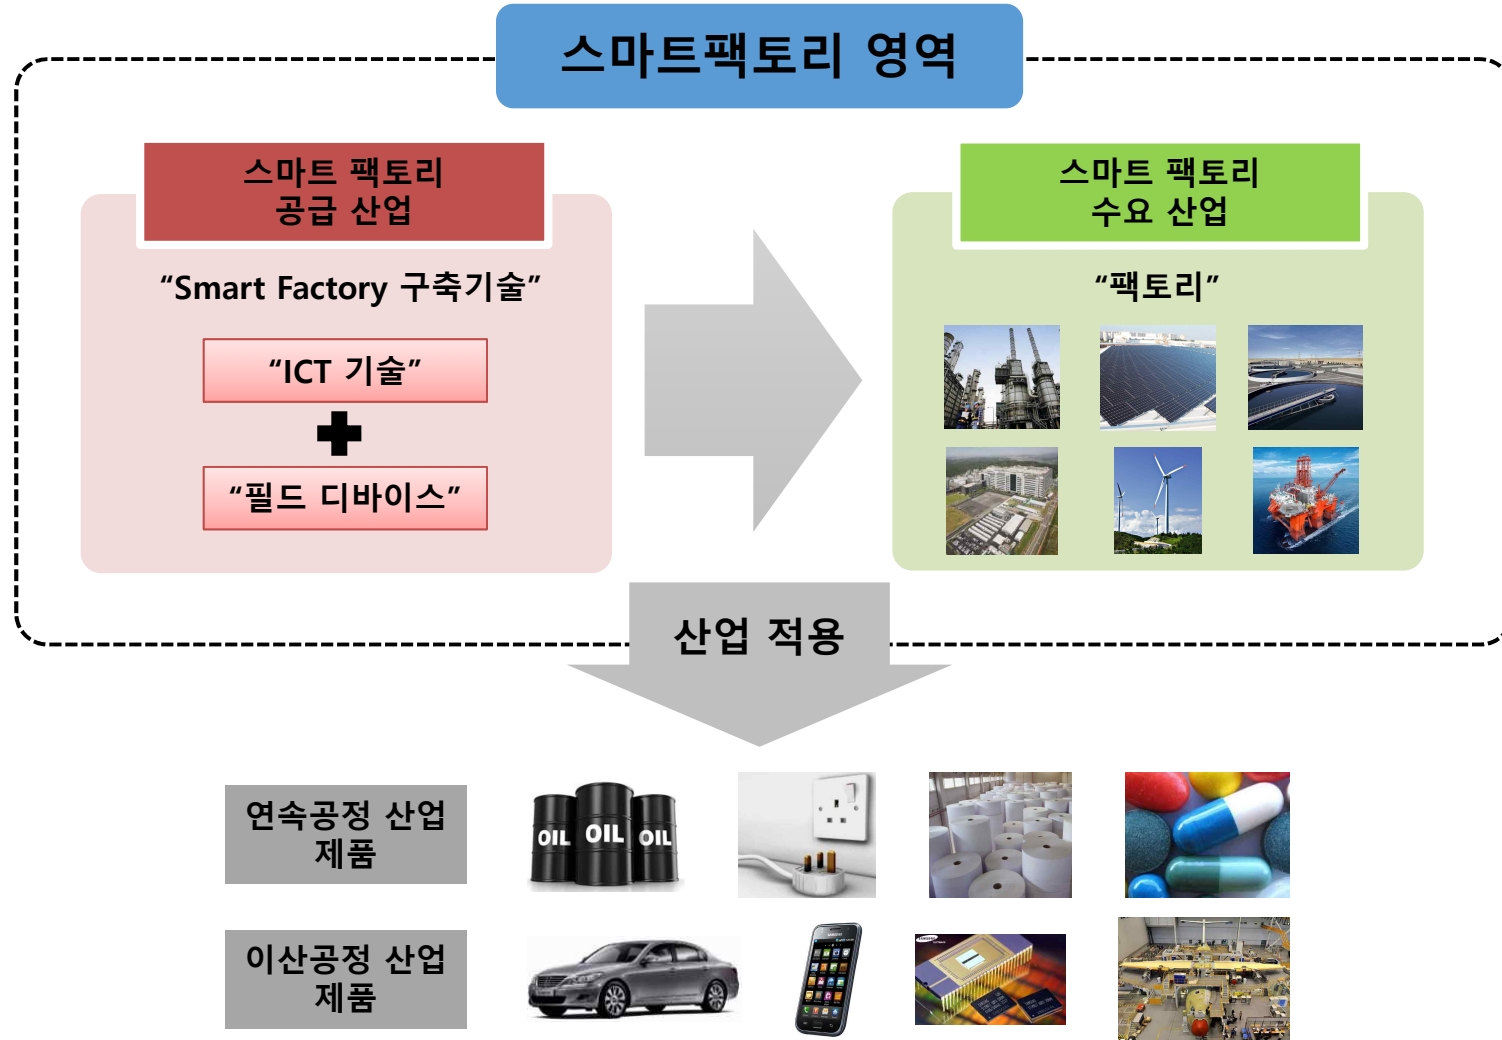 스마트팩토리 영역
스마트 팩토리
공급 산업
“Smart Factory 구축기술”
“ICT 기술”
“필드 디바이스”
스마트 팩토리
수요 산업
“팩토리”
산업 적용
연속공정 산업
제품
OIL
OIL
OIL
이산공정 산업
제품
SAMSUNG